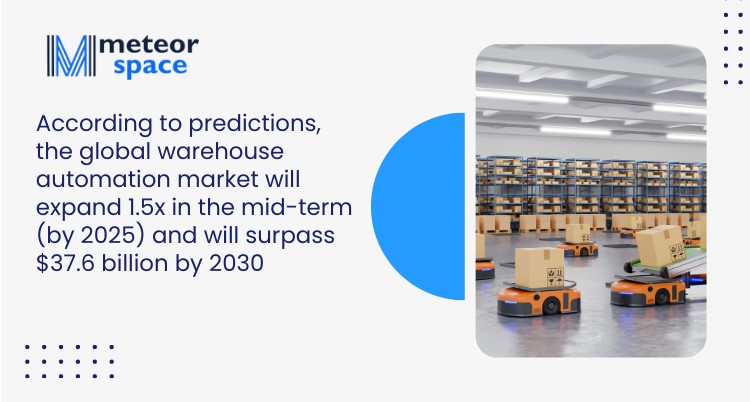 meteor
space
According to predictions,
the global warehouse
automation market will
expand 1.5x in the mid-term
(by 2025) and will surpass
$37.6 billion by 2030